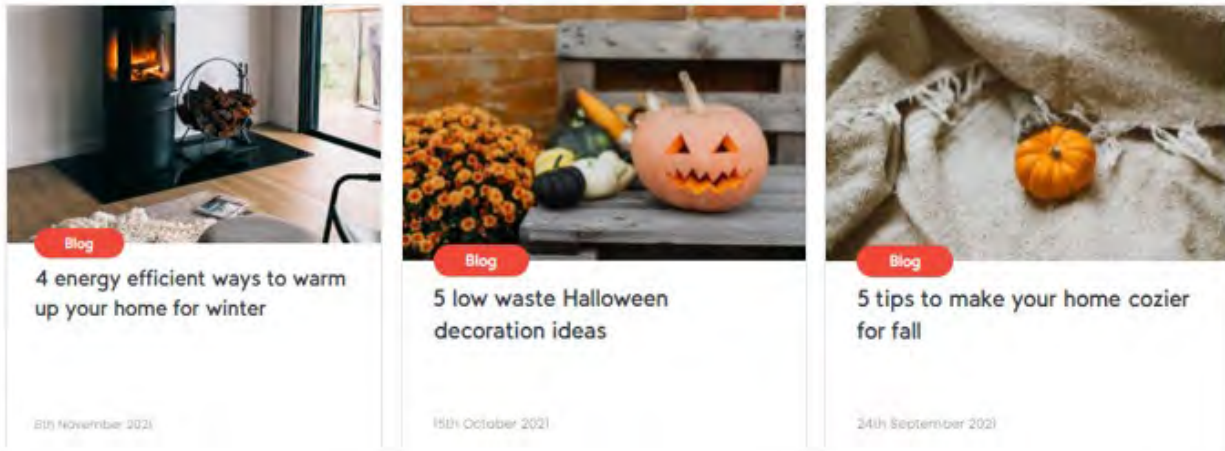 Blog
4 energy efficient ways to warm
up your home for winter
8th November 2021
Blog
5 low waste Halloween
decoration ideas
15th October 2021
Blog
5 tips to make your home cozier
for fall
24th September 2021